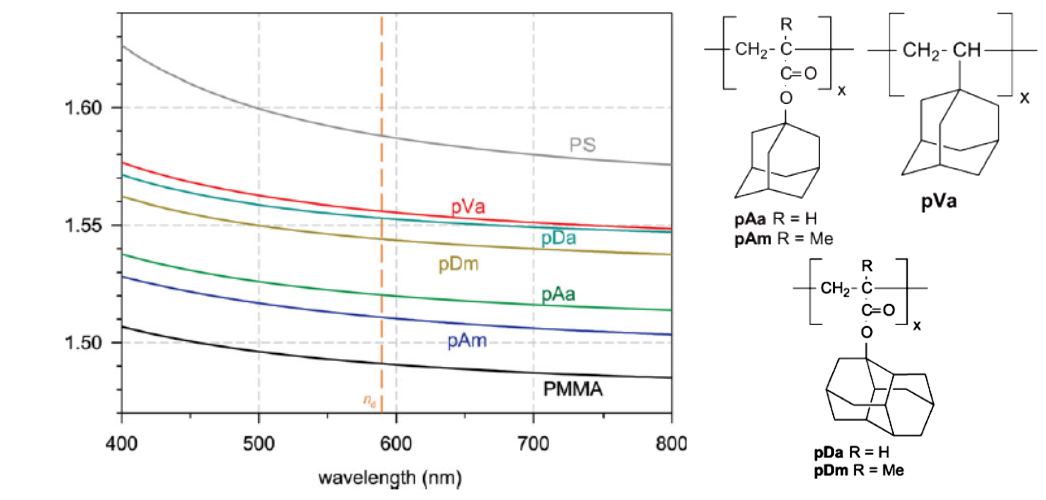 1.60
1.55
1.50
400
500
600
700
800
wavelength (nm)
PS
pVa
pDa
pDm
pAa
pAm
PMMA
n_d
R
CH₂-C
C=O
O
x
pAa R = H
pAm R = Me
CH₂-CH
x
pVa
R
CH₂-C
C=O
O
x
pDa R = H
pDm R = Me